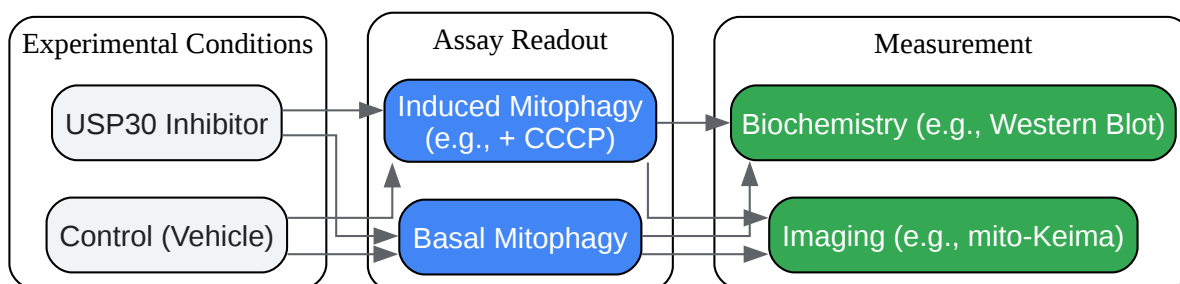 Experimental Conditions
USP30 Inhibitor
Control (Vehicle)
Assay Readout
Induced Mitophagy
(e.g., + CCCP)
Basal Mitophagy
Measurement
Biochemistry (e.g., Western Blot)
Imaging (e.g., mito-Keima)